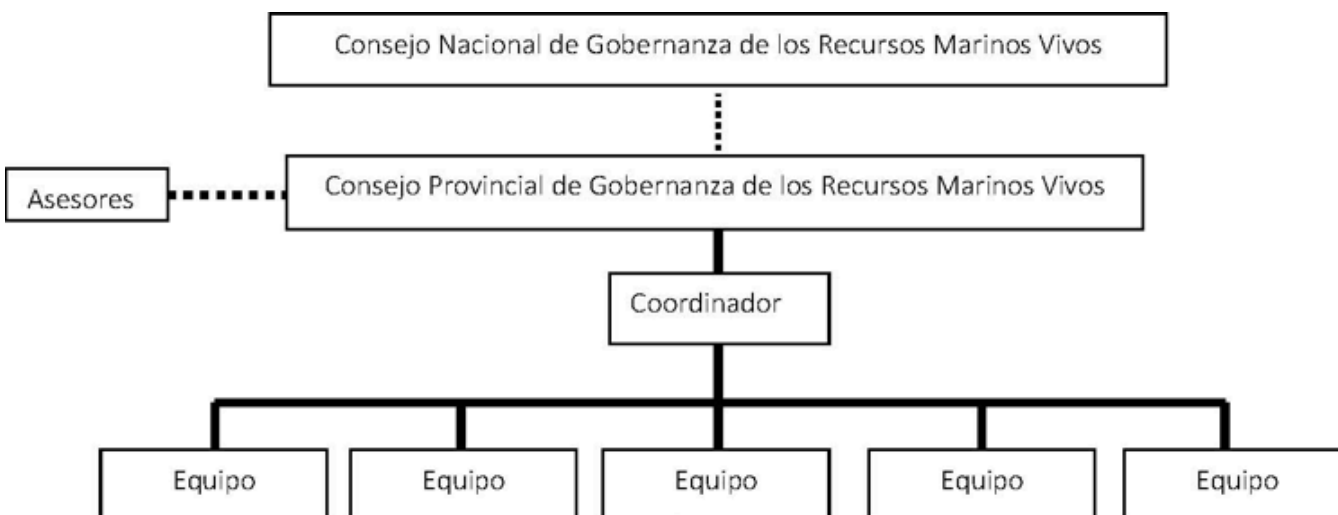 Consejo Nacional de Gobernanza de los Recursos Marinos Vivos
Asesores
Consejo Provincial de Gobernanza de los Recursos Marinos Vivos
Coordinador
Equipo
Equipo
Equipo
Equipo
Equipo